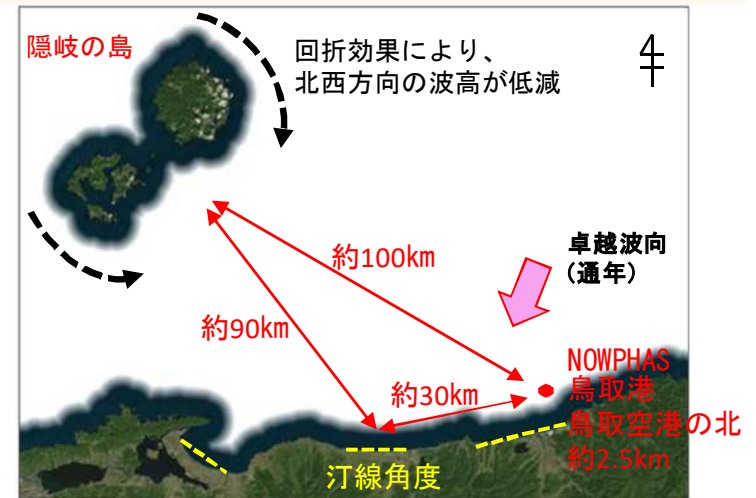 隠岐の島
回折効果により、
北西方向の波高が低減
卓越波向
(通年)
約100km
約90km
約30km
NOWPHAS
鳥取港
鳥取空港の北
約2.5km
汀線角度